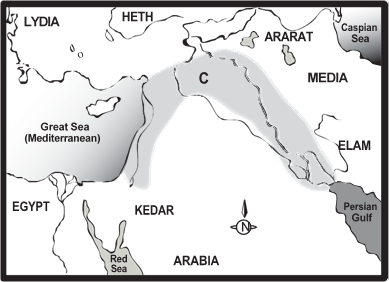 LYDIA
HETH
ARARAT
Caspian
Sea
C
MEDIA
Great Sea
(Mediterranean)
ELAM
EGYPT
KEDAR
Persian
Gulf
N
Red
Sea
ARABIA